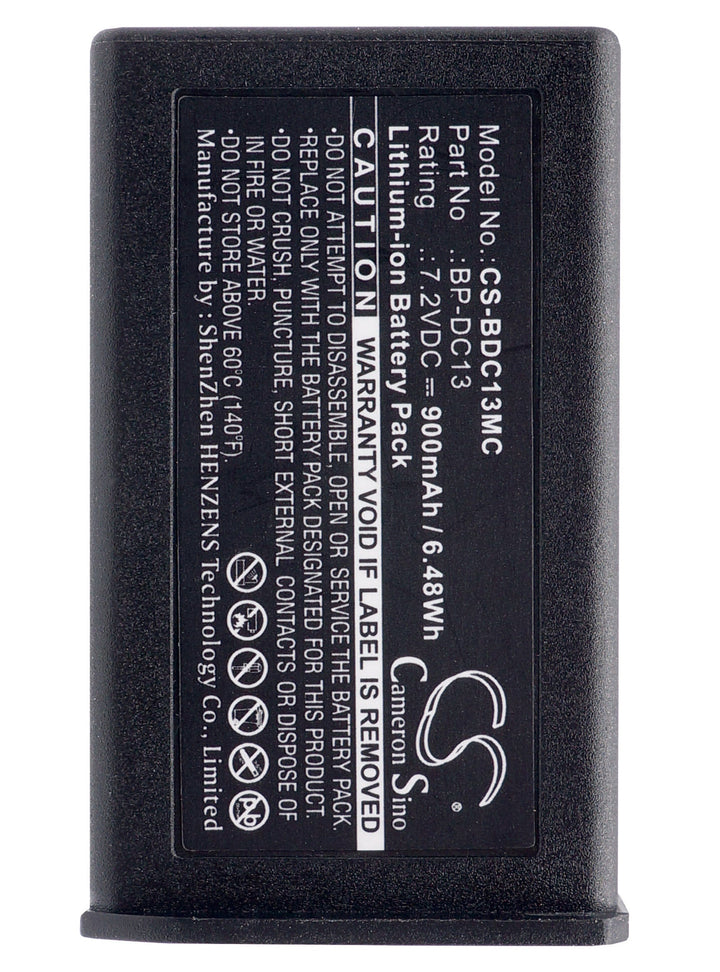 Model No.:CS-BDC13MC
Part No .:BP-DC13
Rating .:7.2VDC ⎓ 900mAh / 6.48Wh
Lithium-ion Battery Pack
CS®
Cameron Sino
CAUTION WARRANTY VOID IF LABEL IS REMOVED
•DO NOT ATTEMPT TO DISASSEMBLE, OPEN OR SERVICE THE BATTERY PACK.
•REPLACE ONLY WITH THE BATTERY PACK DESIGNATED FOR THIS PRODUCT.
•DO NOT CRUSH, PUNCTURE, SHORT EXTERNAL CONTACTS OR DISPOSE OF
IN FIRE OR WATER.
•DO NOT STORE ABOVE 60°C (140°F).
Pb
Manufacture by : ShenZhen HENZENS Technology Co., Limited